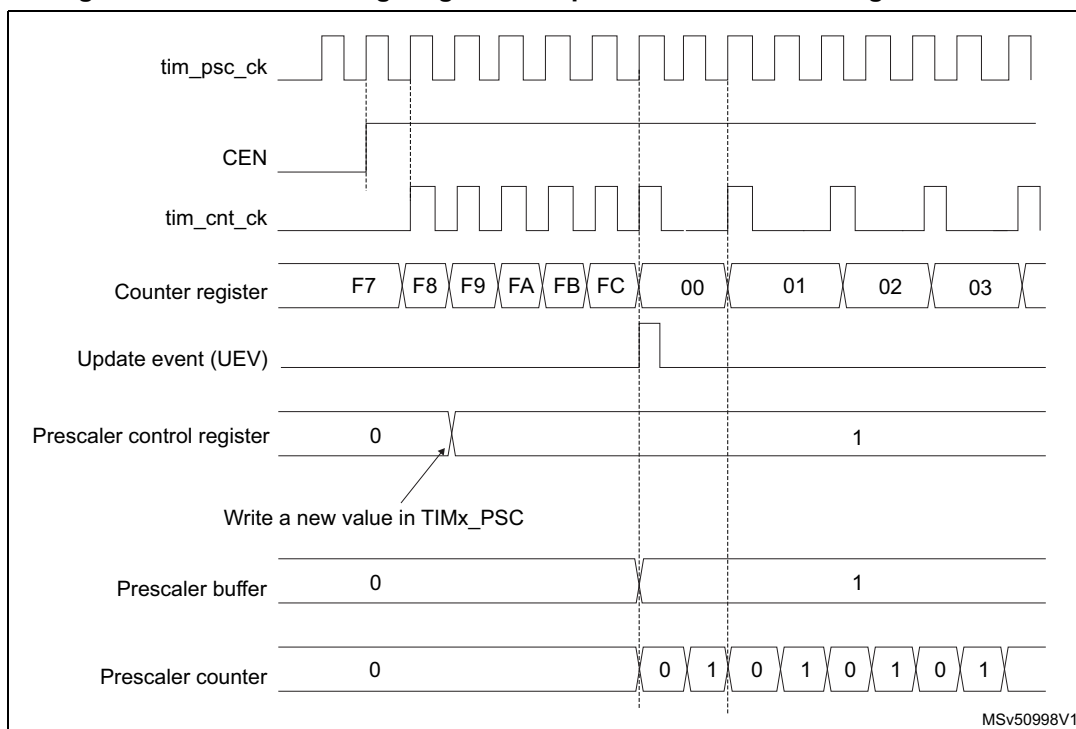 tim_psc_ck
CEN
tim_cnt_ck
Counter register F7 F8 F9 FA FB FC 00 01 02 03
Update event (UEV)
Prescaler control register 0 1
Write a new value in TIMx_PSC
Prescaler buffer 0 1
Prescaler counter 0 0 1 0 1 0 1 0 1
MSv50998V1